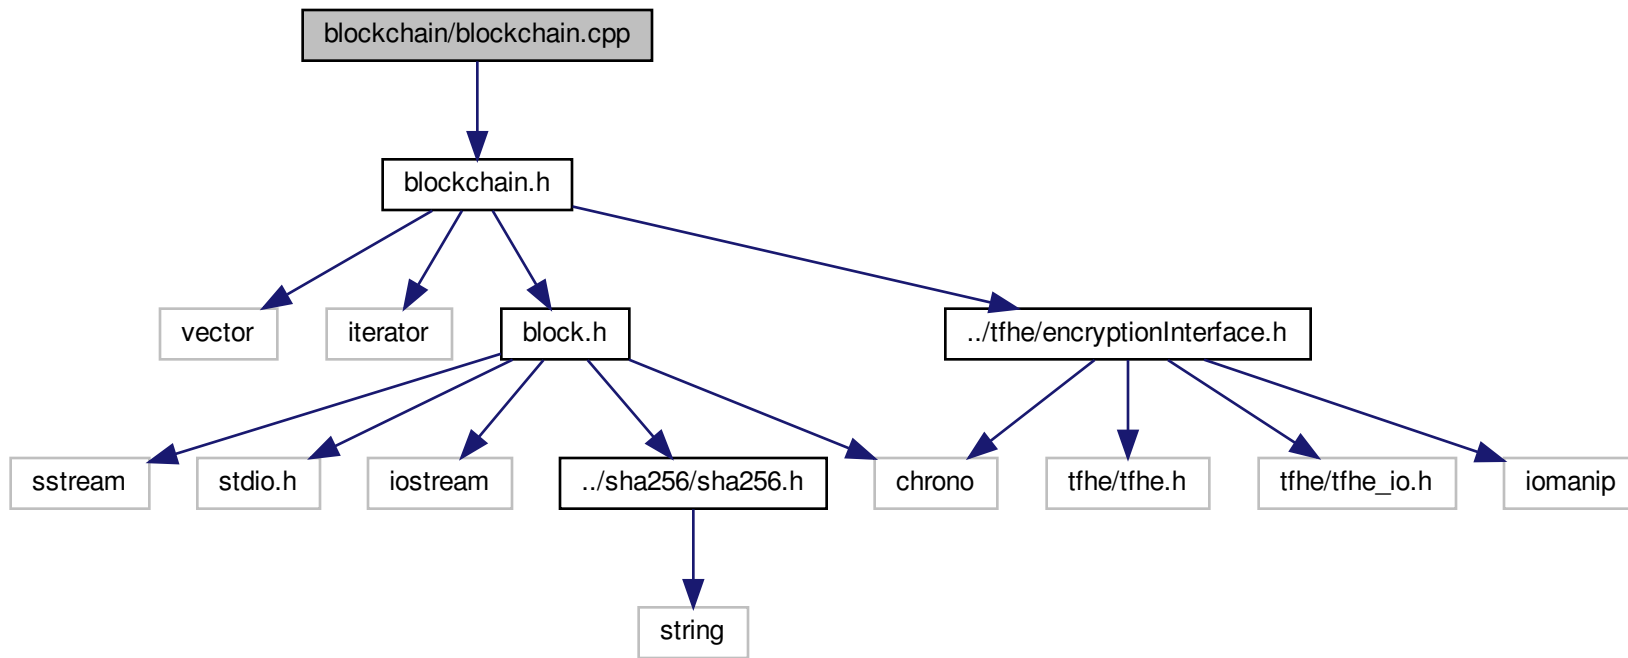 blockchain/blockchain.cpp
blockchain.h
vector
iterator
block.h
../tfhe/encryptionInterface.h
sstream
stdio.h
iostream
../sha256/sha256.h
chrono
tfhe/tfhe.h
tfhe/tfhe_io.h
iomanip
string